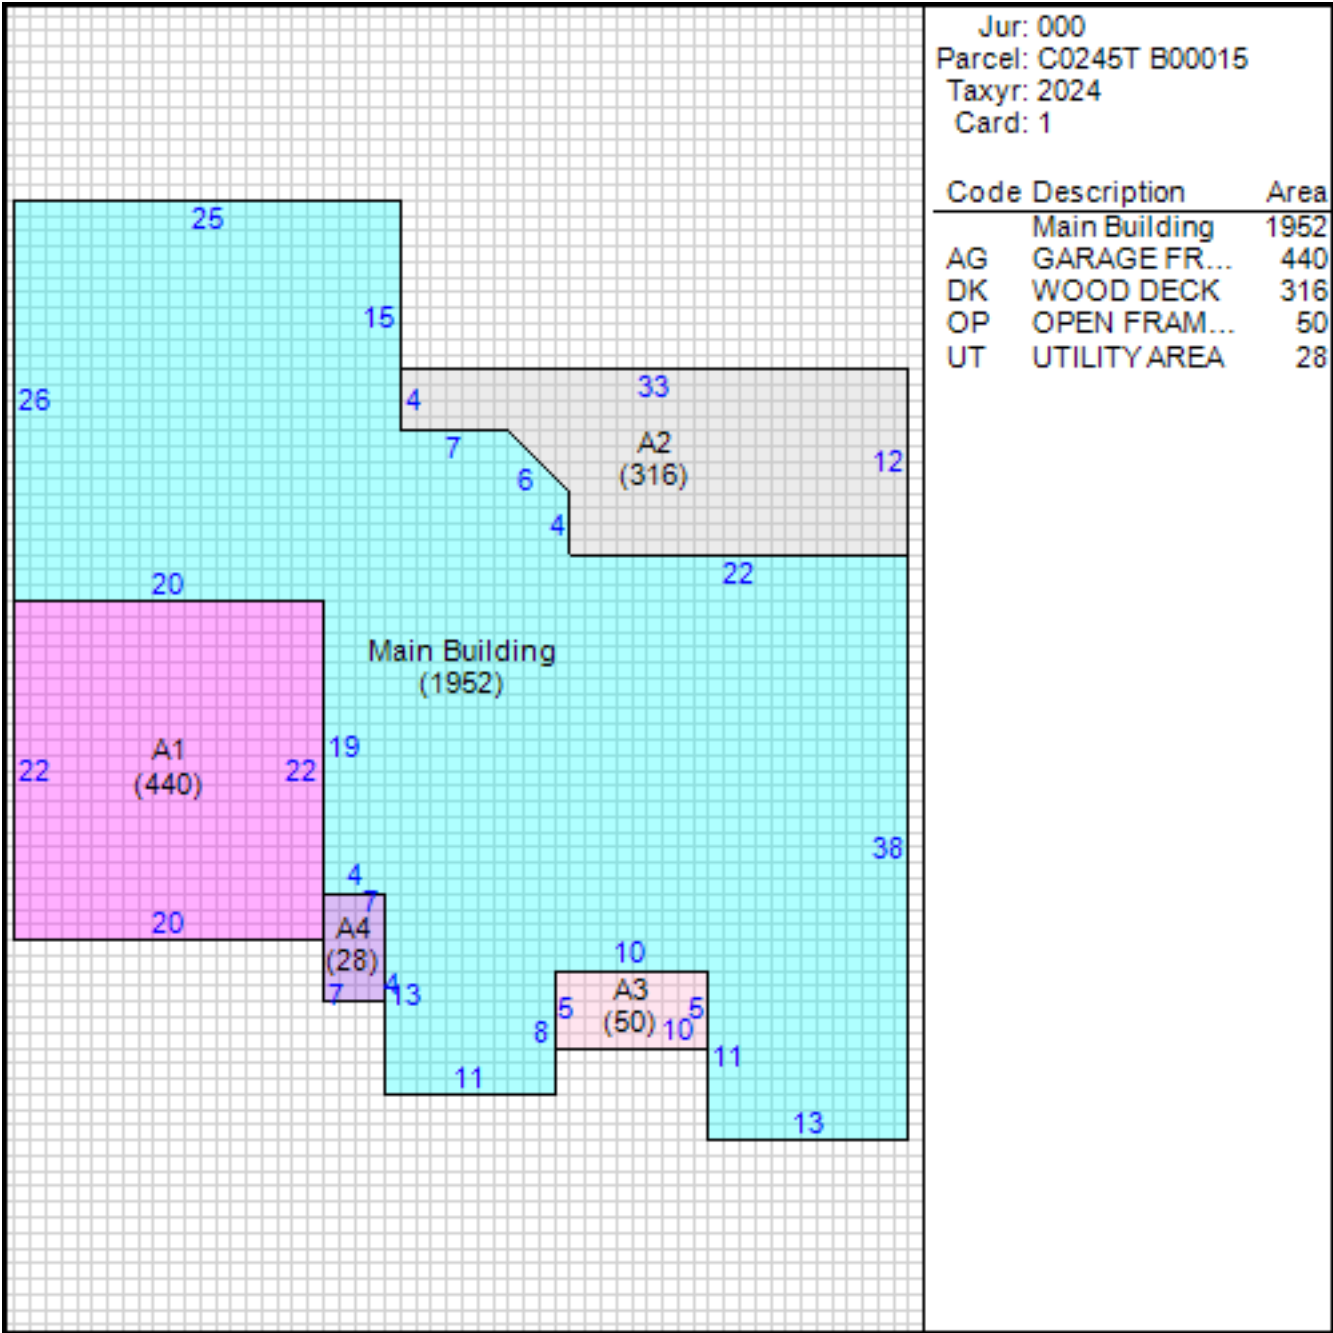 Jur: 000
Parcel: C0245T B00015
Taxyr: 2024
Card: 1
Code Description Area
Main Building 1952
AG GARAGE FR... 440
DK WOOD DECK 316
OP OPEN FRAM... 50
UT UTILITY AREA 28
25
15
26
4
33
7
A2
(316)
12
6
4
22
20
Main Building
(1952)
19
A1
(440)
22
22
38
4
7
20
A4
(28)
7
4
13
10
A3
(50)
5
5
10
8
11
11
13